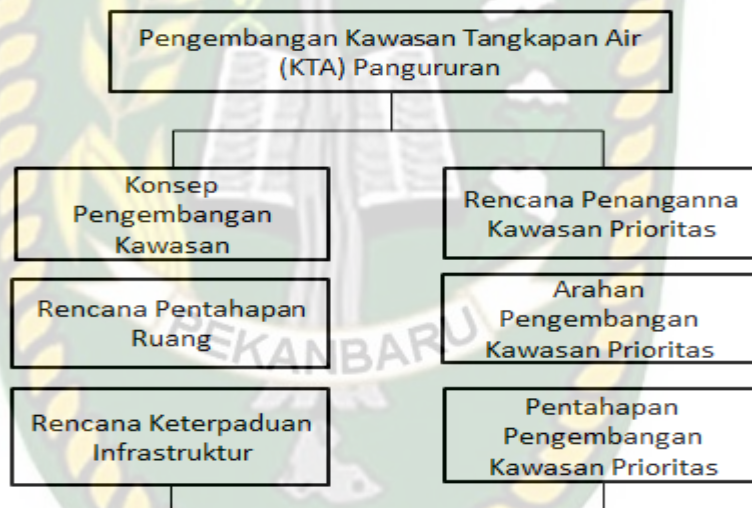 Pengembangan Kawasan Tangkapan Air
(KTA) Pangururan
Konsep
Pengembangan
Kawasan
Rencana Penanganna
Kawasan Prioritas
Rencana Pentahapan
Ruang
Arahan
Pengembangan
Kawasan Prioritas
Rencana Keterpaduan
Infrastruktur
Pentahapan
Pengembangan
Kawasan Prioritas
PEKANBARU